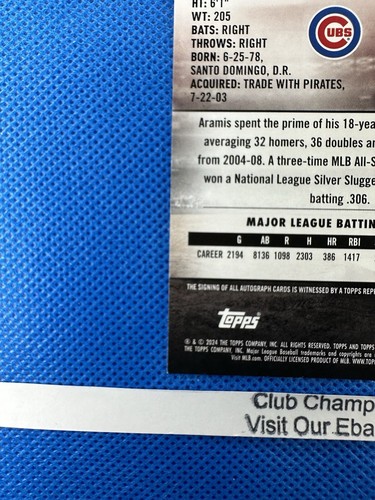 HT: 6'1"
WT: 205
BATS: RIGHT
THROWS: RIGHT
BORN: 6-25-78,
SANTO DOMINGO, D.R.
ACQUIRED: TRADE WITH PIRATES,
7-22-03
CUBS
Aramis spent the prime of his 18-yea
averaging 32 homers, 36 doubles an
from 2004-08. A three-time MLB All-S
won a National League Silver Slugge
batting .306.
MAJOR LEAGUE BATTIN
G AB R H HR RBI
CAREER 2194 8136 1098 2303 386 1417
THE SIGNING OF ALL AUTOGRAPH CARDS IS WITNESSED BY A TOPPS REP
Topps
® & © 2024 THE TOPPS COMPANY, INC. ALL RIGHTS RESERVED. TOPPS AND TOPPS
THE TOPPS COMPANY, INC. Major League Baseball trademarks and copyrights are
Visit MLB.com. OFFICIALLY LICENSED PRODUCT OF MLB. WWW.TOP
Club Champ
Visit Our Eba